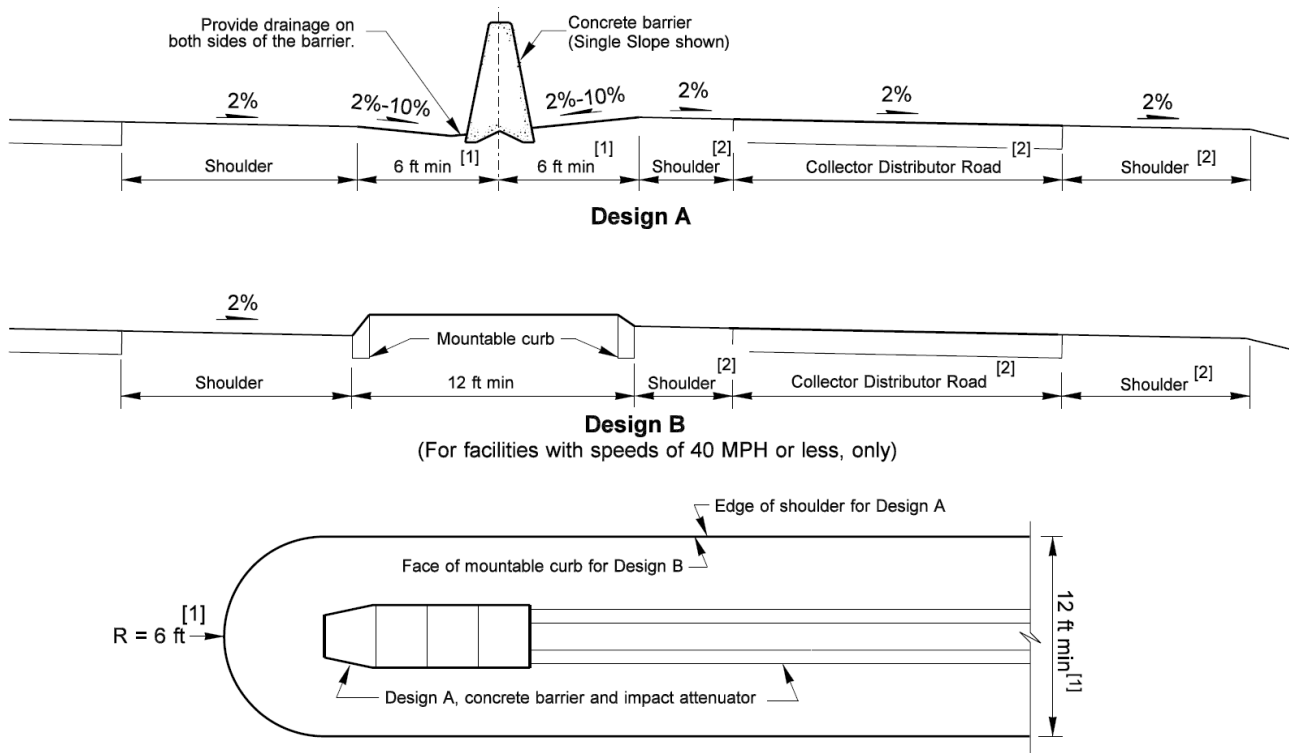 Provide drainage on
both sides of the barrier.
Concrete barrier
(Single Slope shown)
2%
2%-10%
2%-10%
2%
2%
2%
Shoulder
6 ft min [1]
6 ft min [1]
Shoulder [2]
Collector Distributor Road [2]
Shoulder [2]
Design A
2%
Mountable curb
Shoulder
12 ft min
Shoulder [2]
Collector Distributor Road [2]
Shoulder [2]
Design B
(For facilities with speeds of 40 MPH or less, only)
Edge of shoulder for Design A
Face of mountable curb for Design B
R = 6 ft [1]
12 ft min [1]
Design A, concrete barrier and impact attenuator